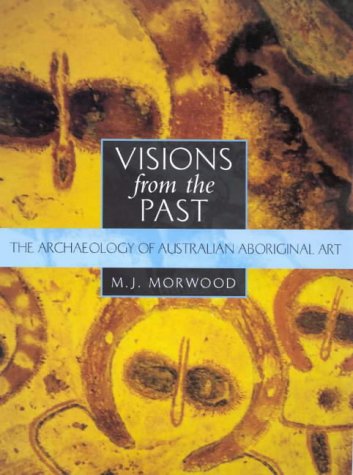 VISIONS
from the
PAST
THE ARCHAEOLOGY OF AUSTRALIAN ABORIGINAL ART
M.J. MORWOOD